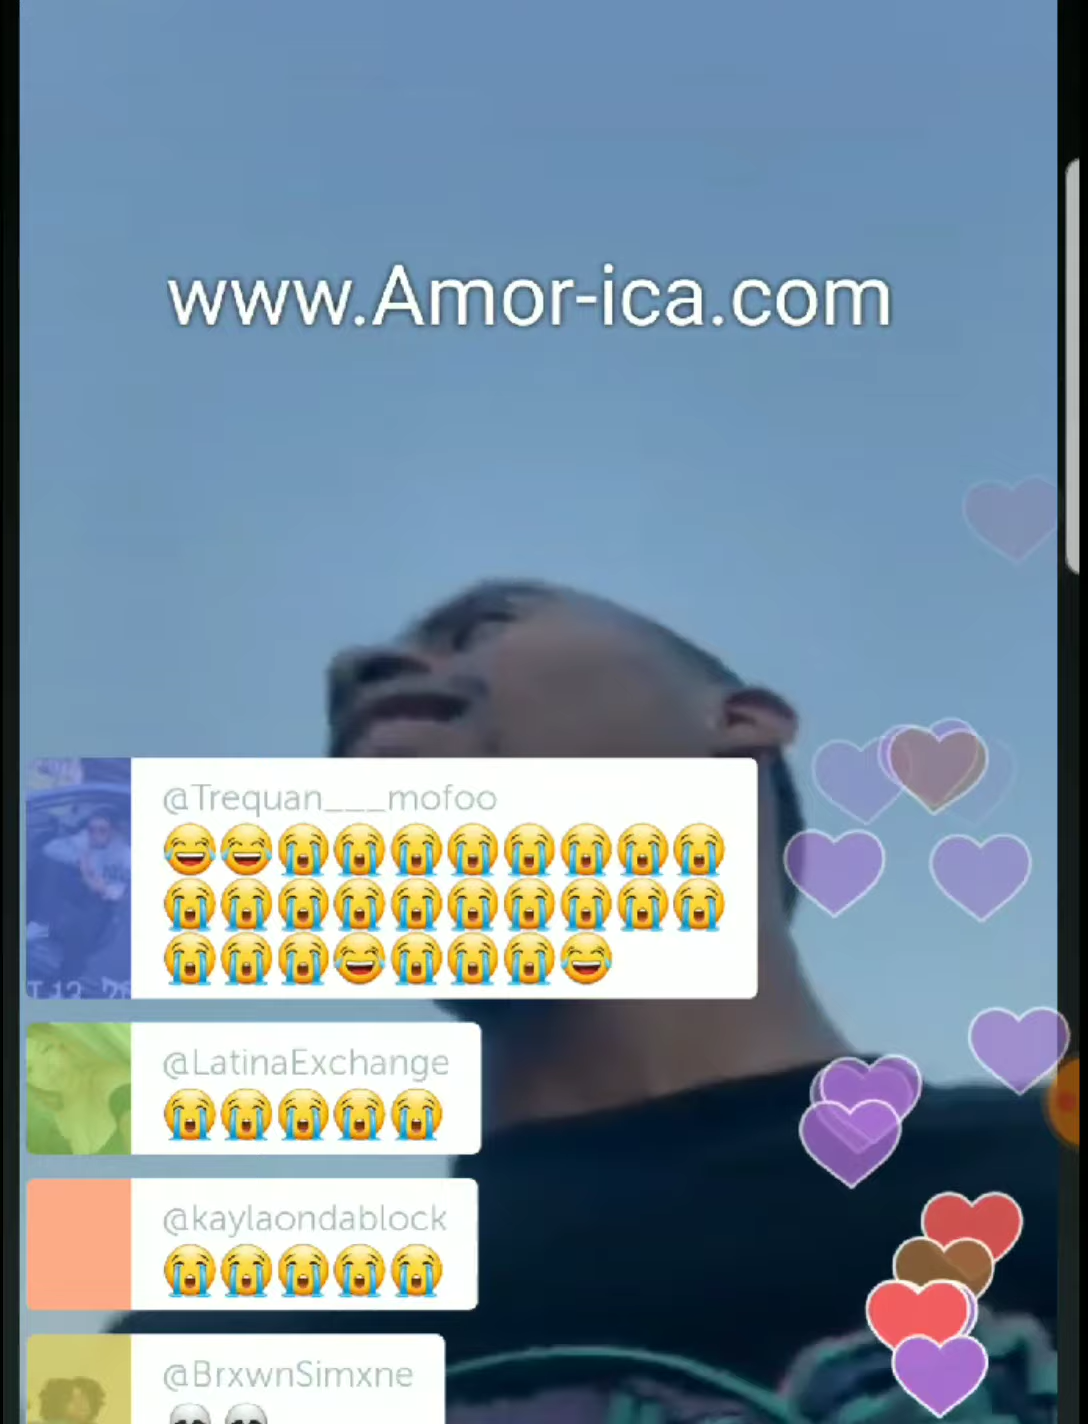 www.Amor-ica.com
@Trequan___mofoo
😂😂😭😭😭😭😭😭😭😭
😭😭😭😭😭😭😭😭😭😭
😭😭😭😂😭😭😭😂
@LatinaExchange
😭😭😭😭😭
@kaylaondablock
😭😭😭😭😭
@BrxwnSimxne